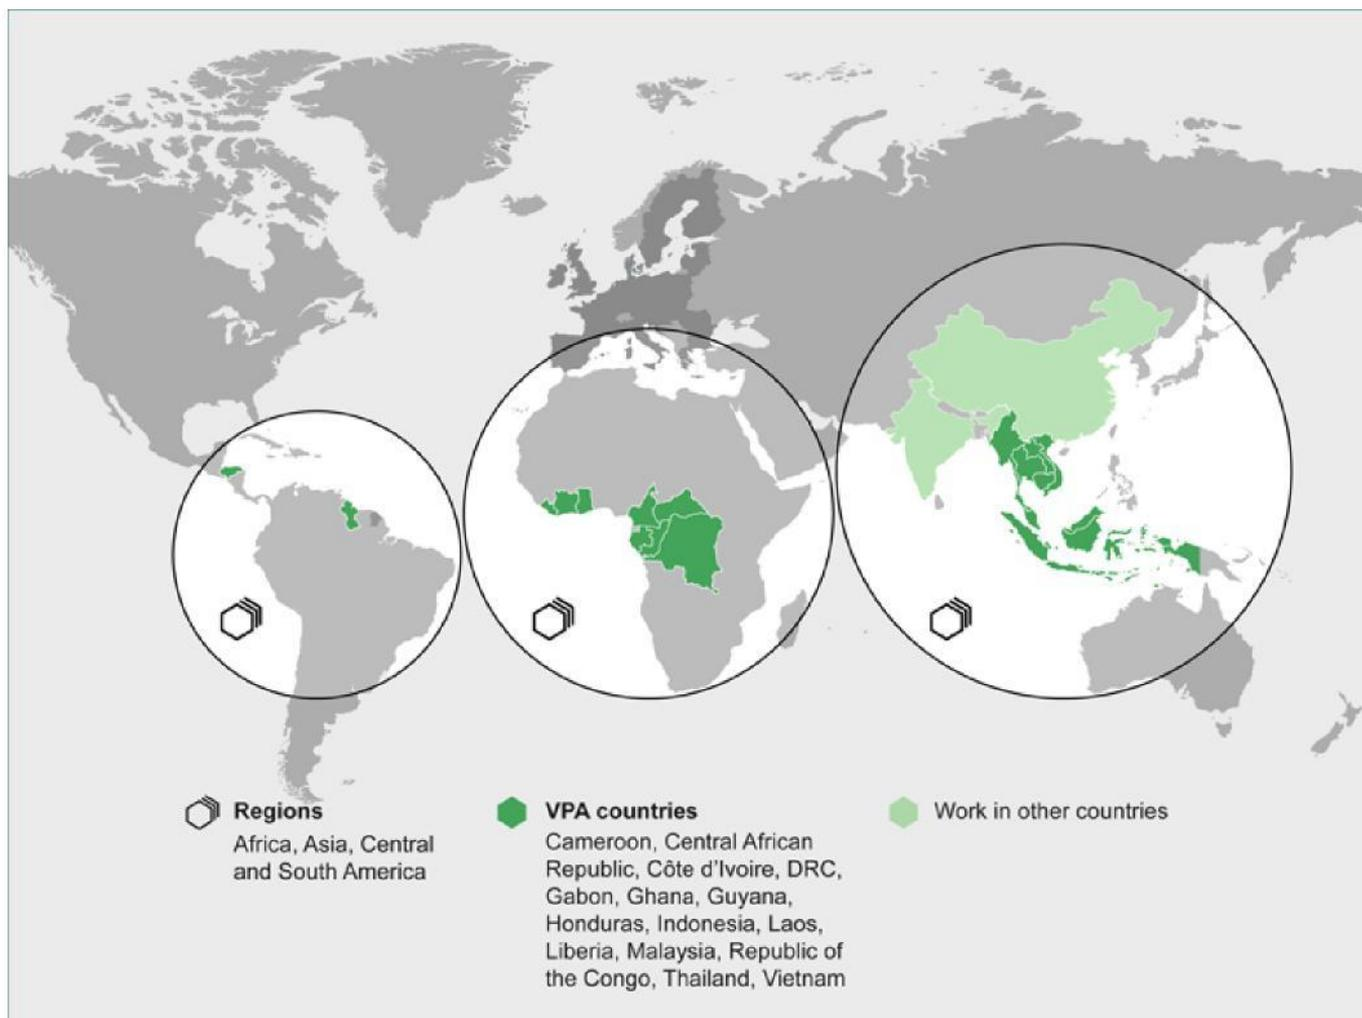 Regions
Africa, Asia, Central
and South America
VPA countries
Cameroon, Central African
Republic, Côte d’Ivoire, DRC,
Gabon, Ghana, Guyana,
Honduras, Indonesia, Laos,
Liberia, Malaysia, Republic of
the Congo, Thailand, Vietnam
Work in other countries